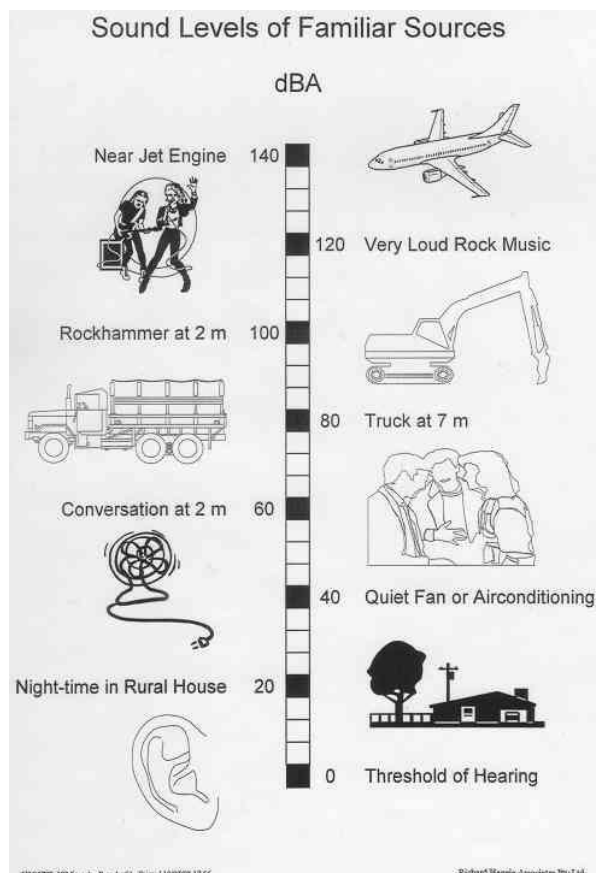 Sound Levels of Familiar Sources
dBA
Near Jet Engine 140
120 Very Loud Rock Music
Rockhammer at 2 m 100
80 Truck at 7 m
Conversation at 2 m 60
40 Quiet Fan or Airconditioning
Night-time in Rural House 20
0 Threshold of Hearing